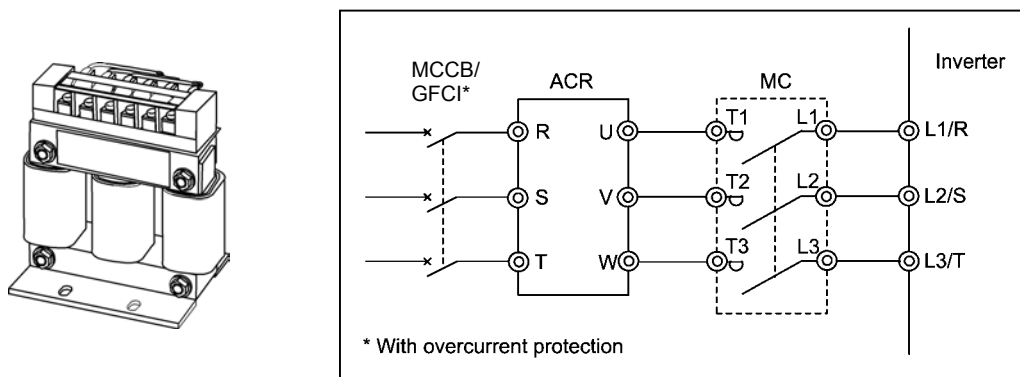 MCCB/
GFCI*
ACR
MC
Inverter
R
U
T1
L1
L1/R
S
V
T2
L2
L2/S
T
W
T3
L3
L3/T
* With overcurrent protection